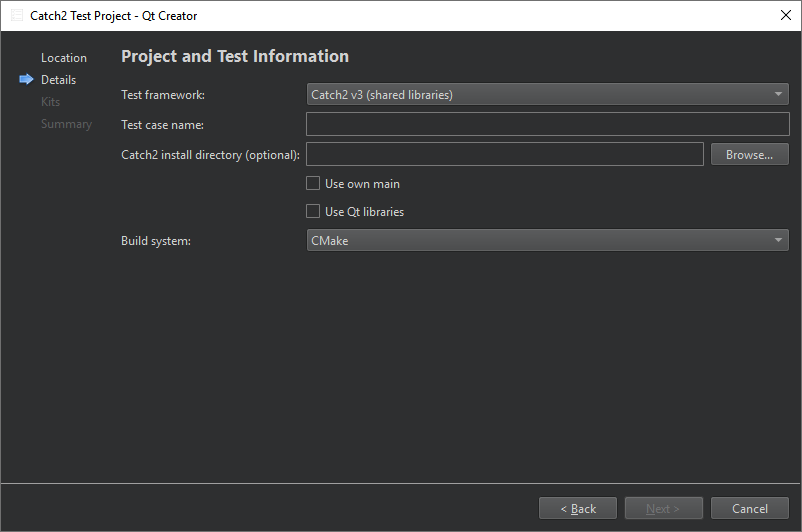 Catch2 Test Project - Qt Creator
Location
Details
Kits
Summary
Project and Test Information
Test framework: Catch2 v3 (shared libraries)
Test case name:
Catch2 install directory (optional): Browse...
Use own main
Use Qt libraries
Build system: CMake
< Back Next > Cancel